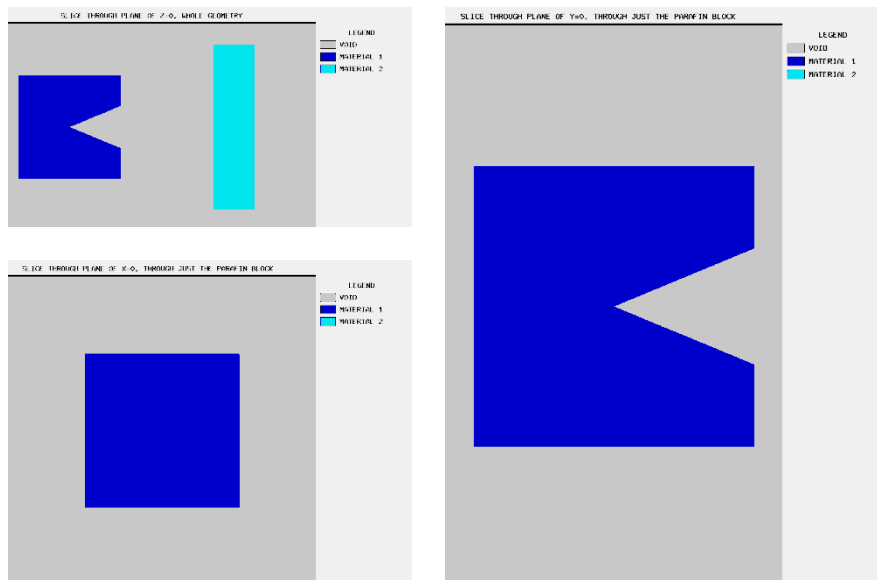 SLICE THROUGH PLANE OF Z=0, WHOLE GEOMETRY
LEGEND
VOID
MATERIAL 1
MATERIAL 2
SLICE THROUGH PLANE OF X=0, THROUGH JUST THE PARAFIN BLOCK
LEGEND
VOID
MATERIAL 1
MATERIAL 2
SLICE THROUGH PLANE OF Y=0, THROUGH JUST THE PARAFIN BLOCK
LEGEND
VOID
MATERIAL 1
MATERIAL 2